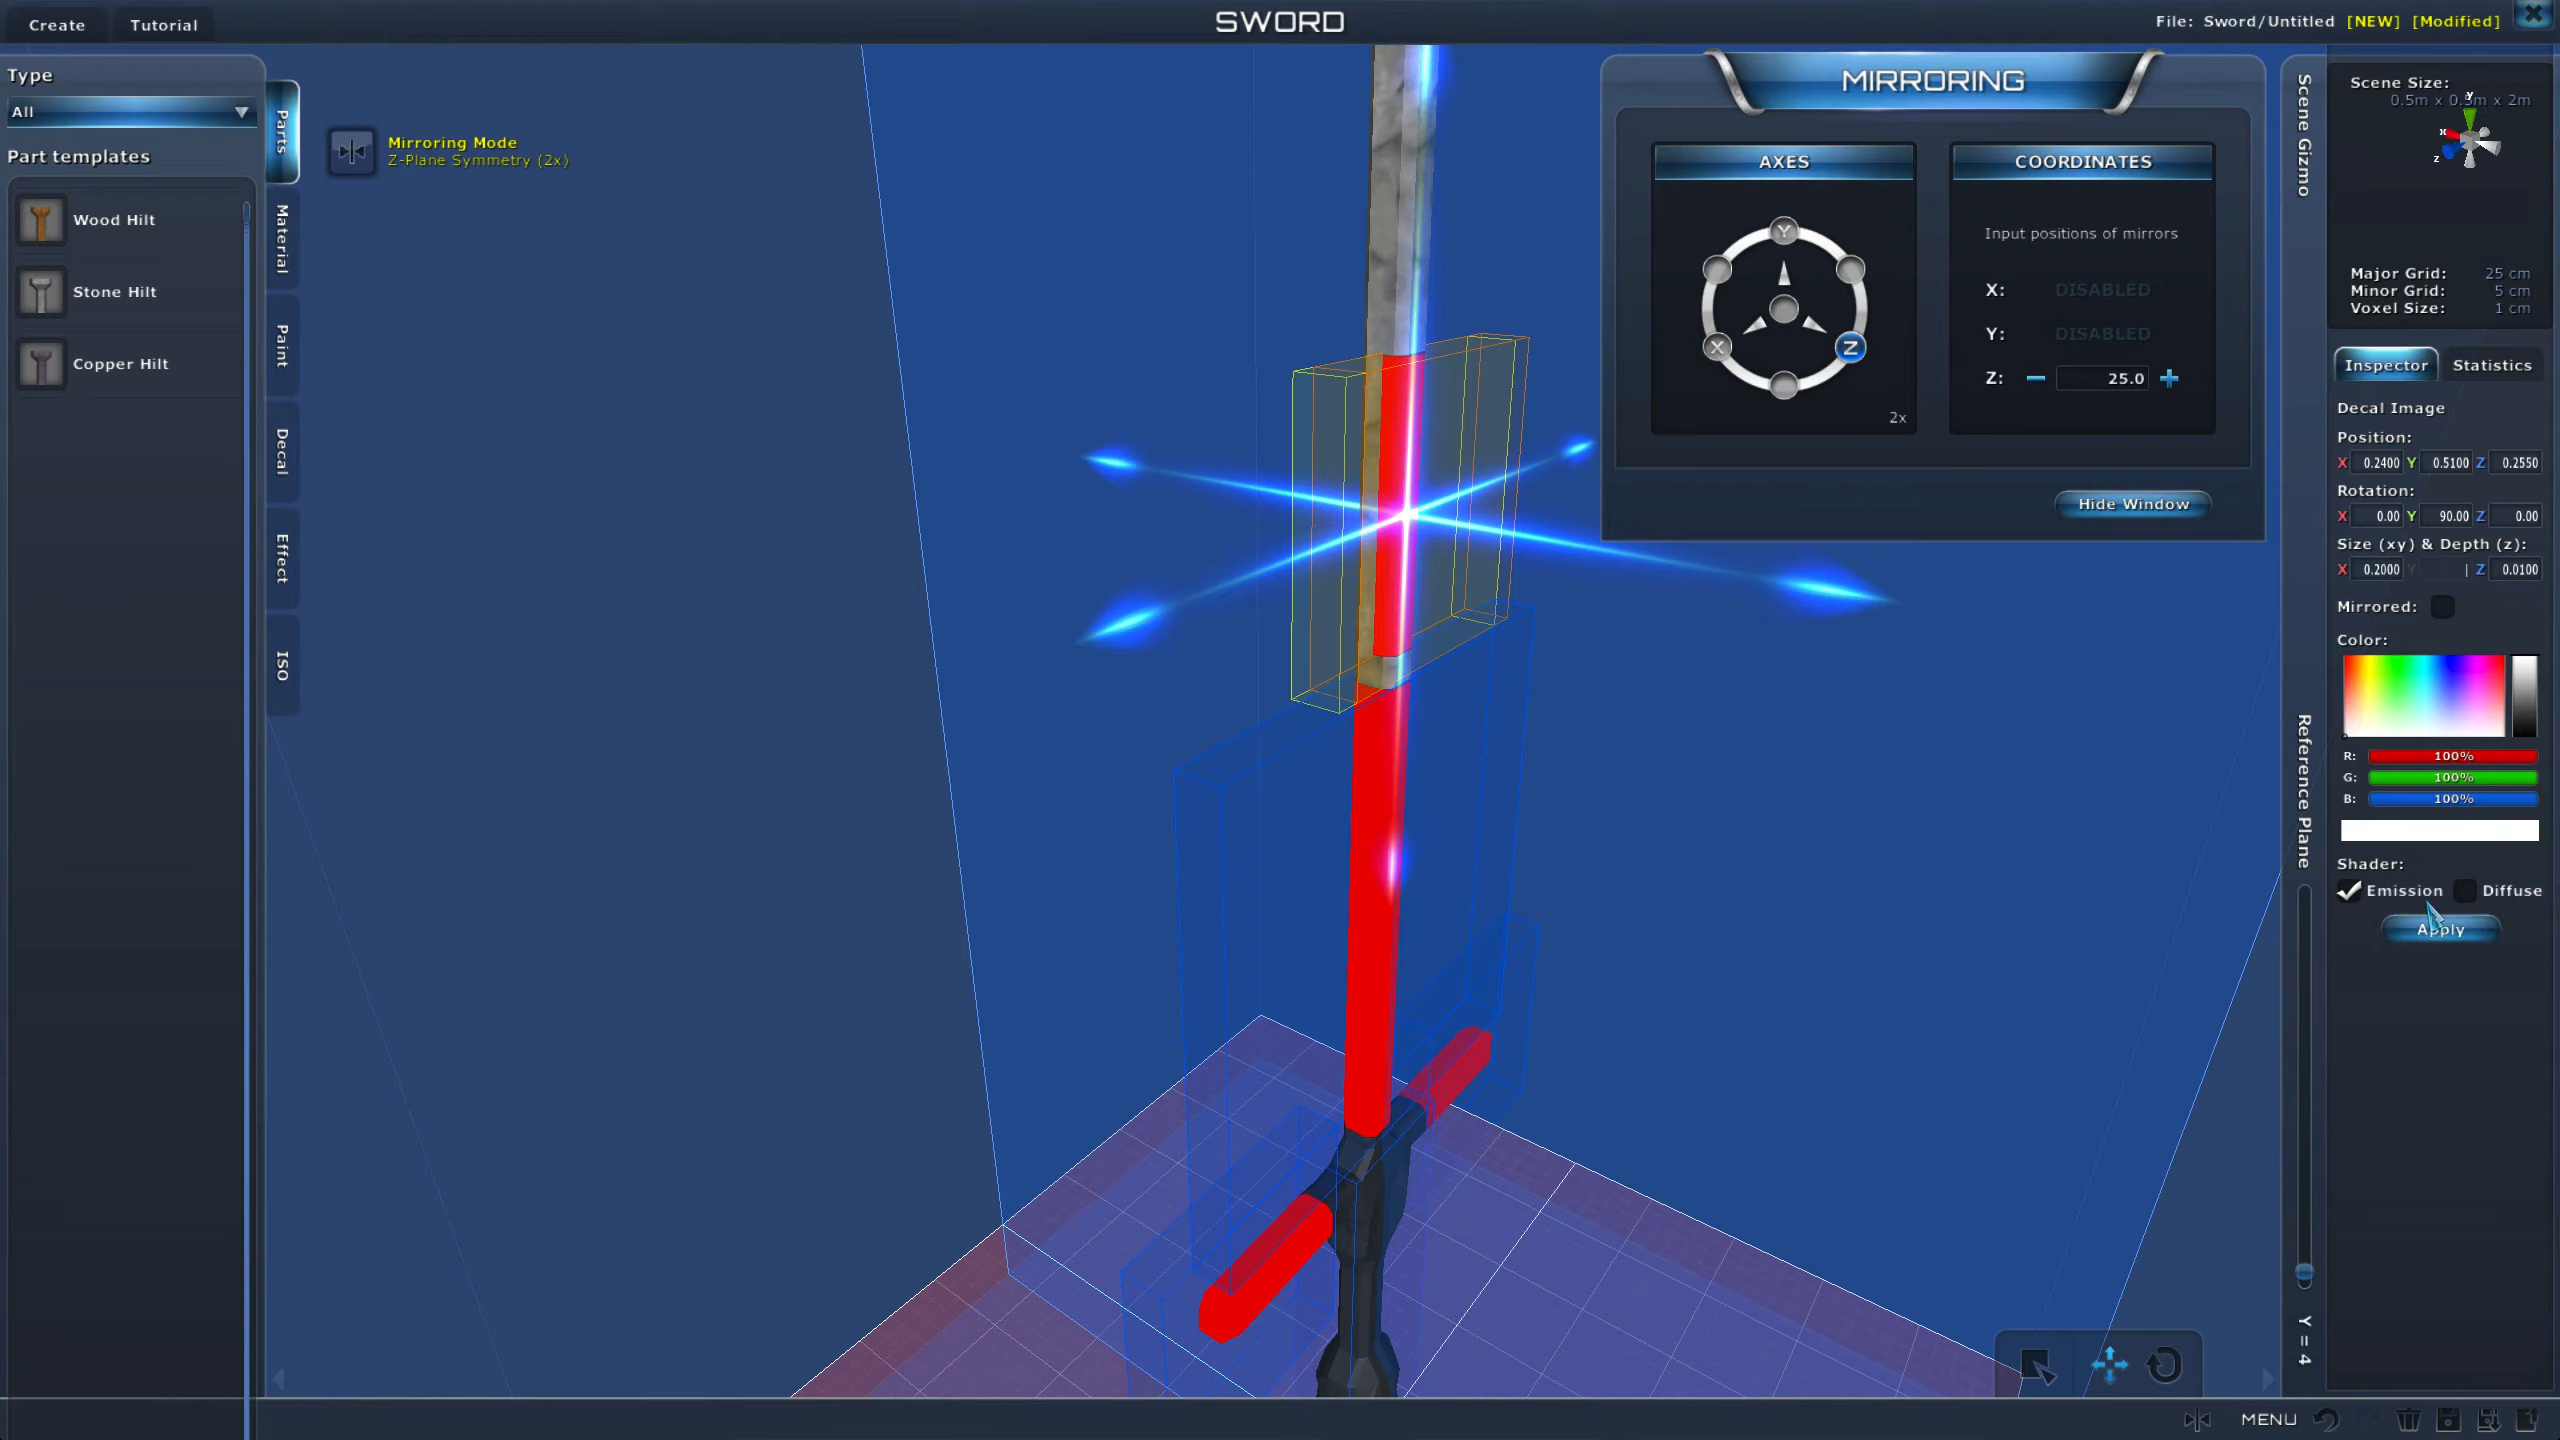 Create
Tutorial
SWORD
File: Sword/Untitled [NEW] [Modified]
Type
All
Part templates
Wood Hilt
Stone Hilt
Copper Hilt
Parts
Material
Paint
Decal
Effect
ISO
Mirroring Mode
Z-Plane Symmetry (2x)
MIRRORING
AXES
Y
X
Z
2x
COORDINATES
Input positions of mirrors
X: DISABLED
Y: DISABLED
Z: 25.0
Hide Window
Scene Gizmo
Reference Plane
Y = 4
Scene Size:
0.5m x 0.5m x 2m
y
x
z
Major Grid: 25 cm
Minor Grid: 5 cm
Voxel Size: 1 cm
Inspector
Statistics
Decal Image
Position:
X 0.2400 Y 0.5100 Z 0.2550
Rotation:
X 0.00 Y 90.00 Z 0.00
Size (xy) & Depth (z):
X 0.2000 Y Z 0.0100
Mirrored:
Color:
R: 100%
G: 100%
B: 100%
Shader:
Emission Diffuse
Apply
MENU